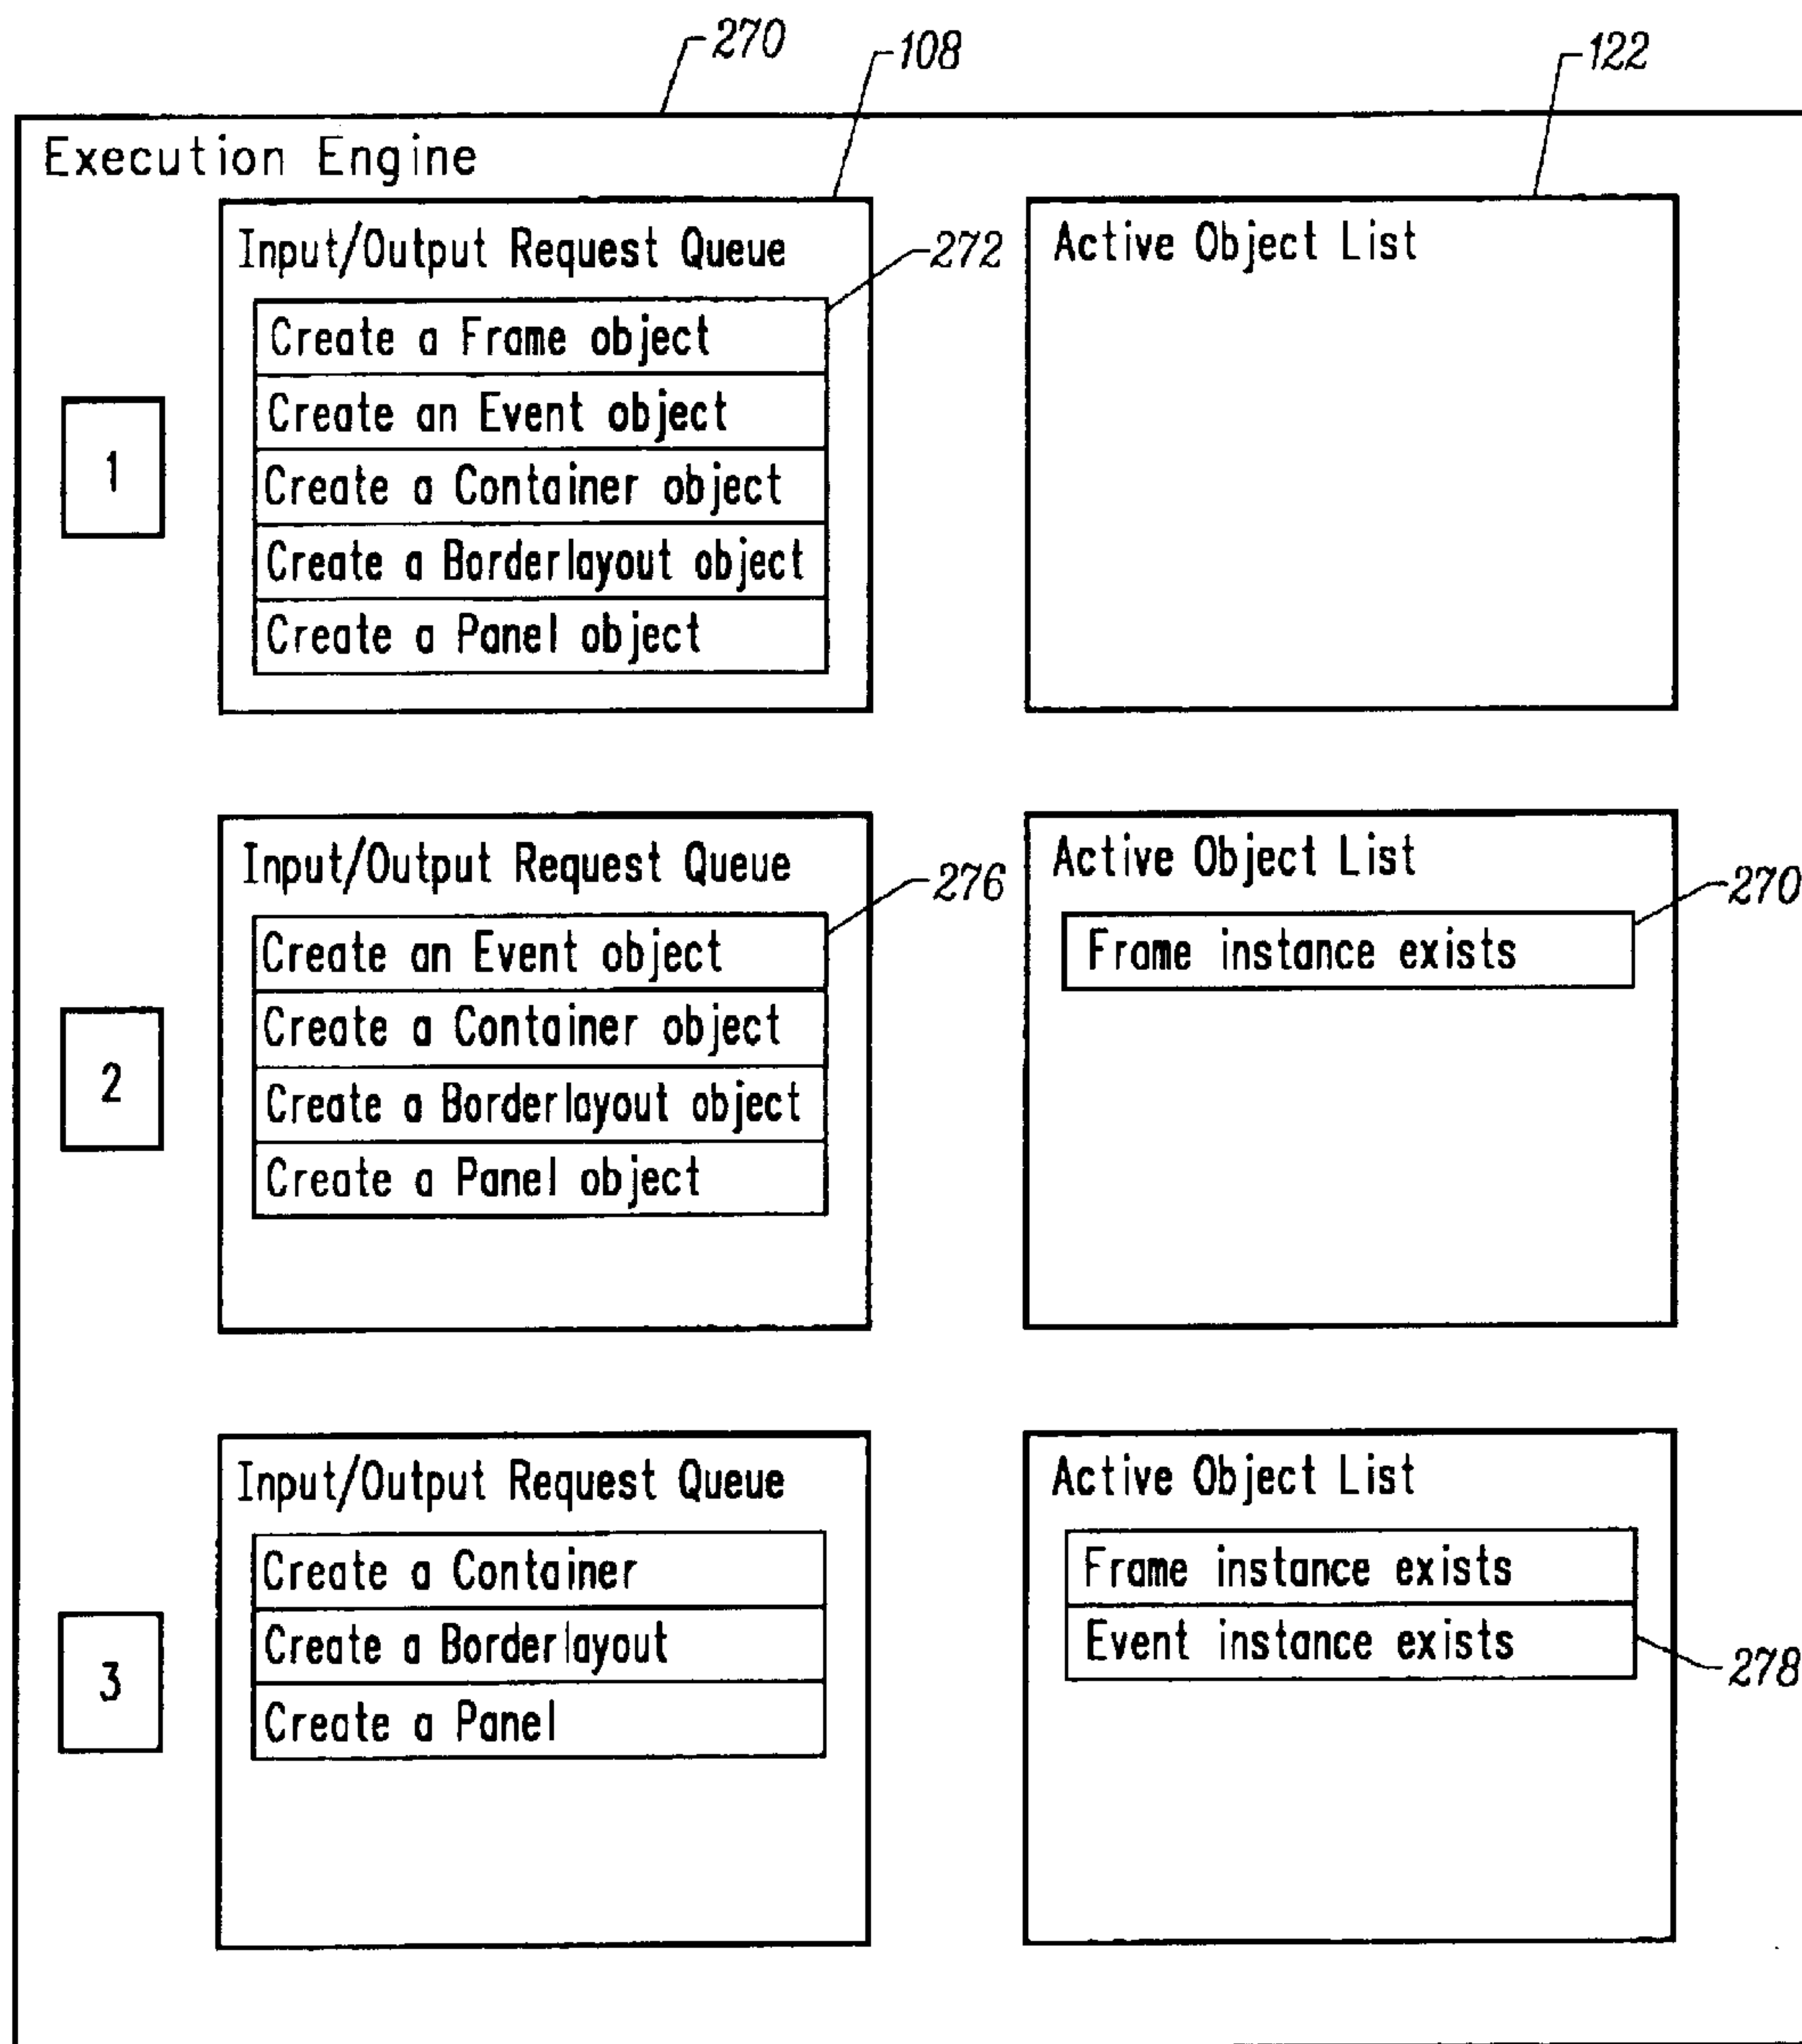 270
108
122
Execution Engine
Input/Output Request Queue
272
Active Object List
Create a Frame object
Create an Event object
1
Create a Container object
Create a Borderlayout object
Create a Panel object
Input/Output Request Queue
276
Active Object List
270
Create an Event object
Frame instance exists
Create a Container object
2
Create a Borderlayout object
Create a Panel object
Input/Output Request Queue
Active Object List
Create a Container
Frame instance exists
Create a Borderlayout
Event instance exists
278
3
Create a Panel